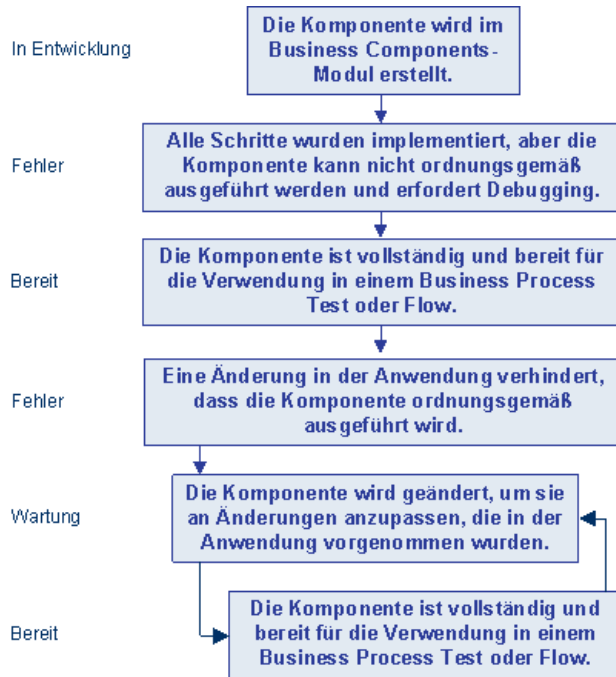 In Entwicklung
Die Komponente wird im
Business Components-
Modul erstellt.
Fehler
Alle Schritte wurden implementiert, aber die
Komponente kann nicht ordnungsgemäß
ausgeführt werden und erfordert Debugging.
Bereit
Die Komponente ist vollständig und bereit für
die Verwendung in einem Business Process
Test oder Flow.
Fehler
Eine Änderung in der Anwendung verhindert,
dass die Komponente ordnungsgemäß
ausgeführt wird.
Wartung
Die Komponente wird geändert, um sie
an Änderungen anzupassen, die in der
Anwendung vorgenommen wurden.
Bereit
Die Komponente ist vollständig und
bereit für die Verwendung in einem
Business Process Test oder Flow.